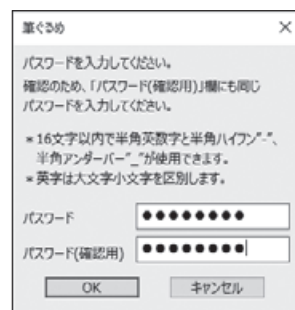 筆ぐるめ
パスワードを入力してください。
確認のため、「パスワード(確認用)」欄にも同じ
パスワードを入力してください。
＊16文字以内で半角英数字と半角ハイフン"-"、
半角アンダーバー"_"が使用できます。
＊英字は大文字小文字を区別します。
パスワード ●●●●●●●●
パスワード(確認用) ●●●●●●●●
OK キャンセル